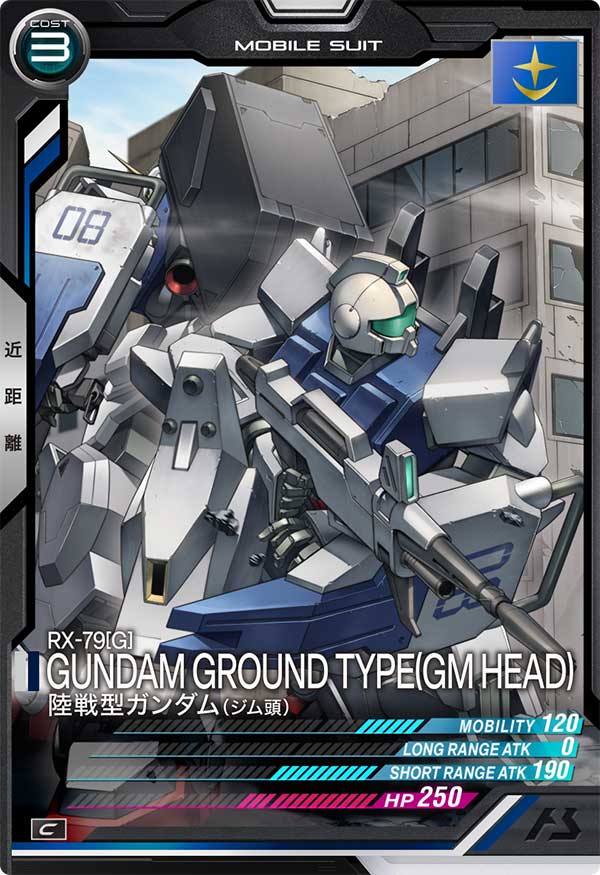 COST
3
MOBILE SUIT
08
近距離
RX-79[G]
GUNDAM GROUND TYPE(GM HEAD)
陸戦型ガンダム(ジム頭)
MOBILITY 120
LONG RANGE ATK 0
SHORT RANGE ATK 190
HP 250
C